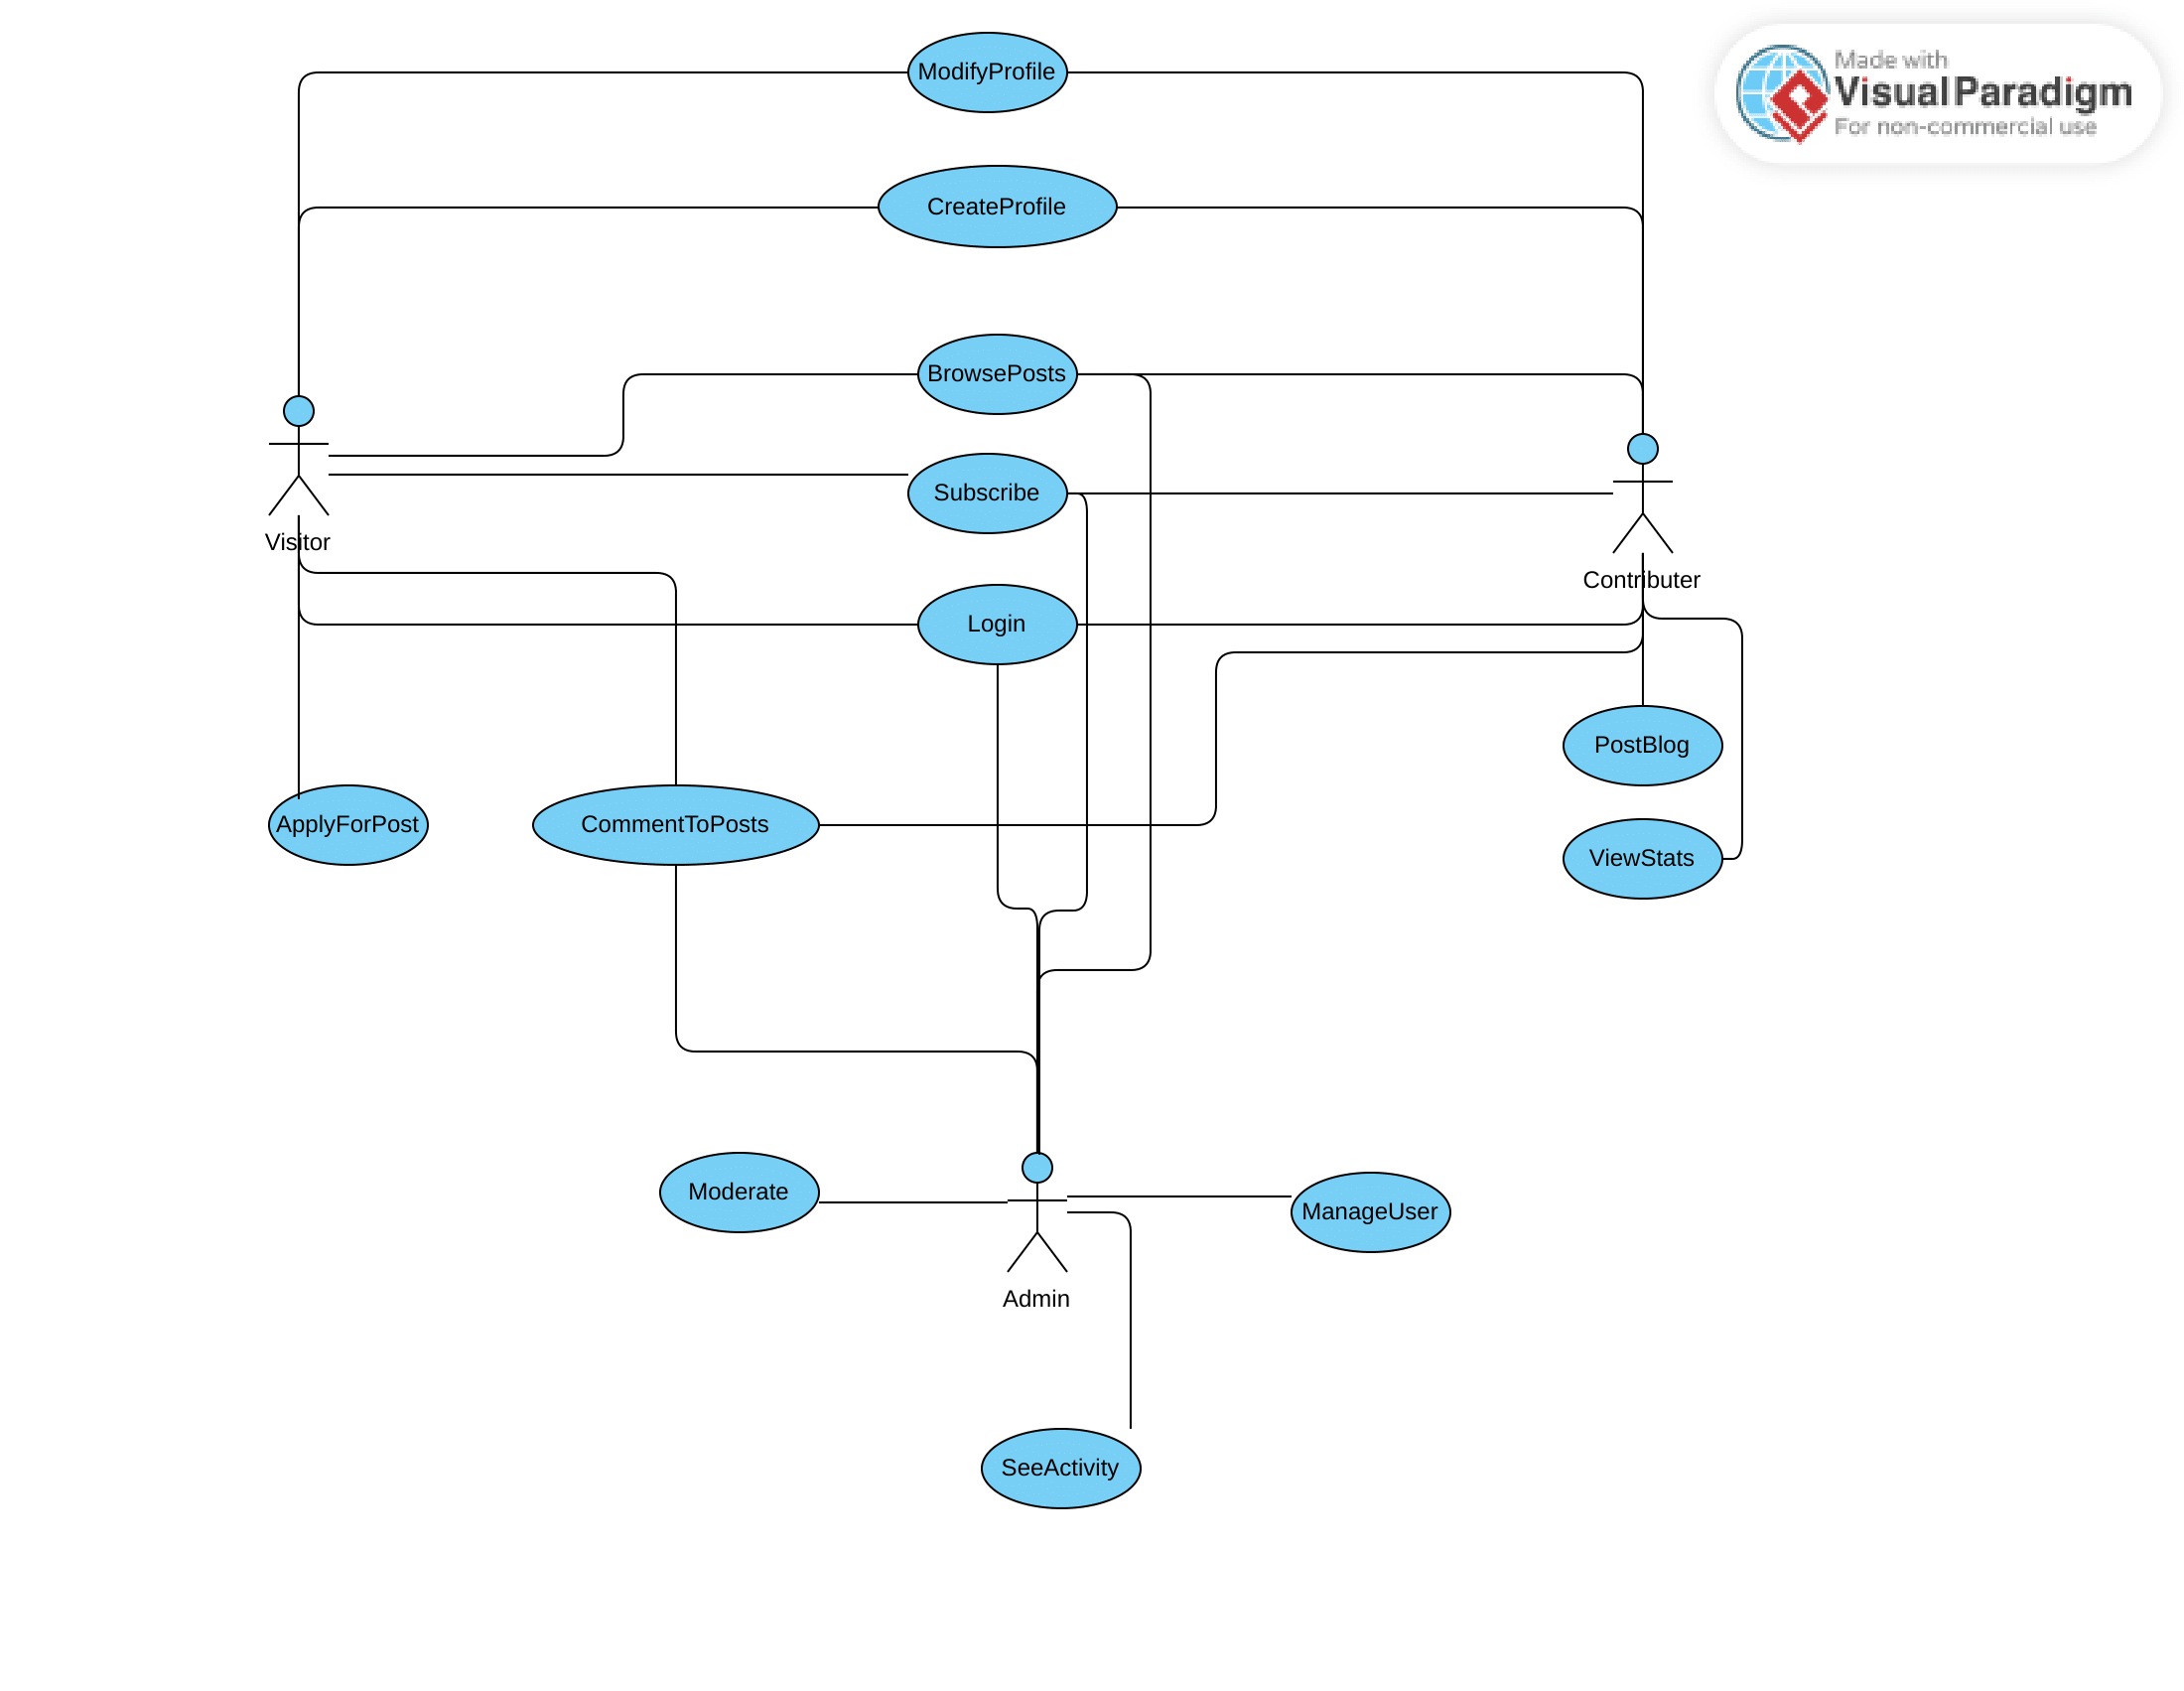 Made with
Visual Paradigm
For non-commercial use
ModifyProfile
CreateProfile
BrowsePosts
Subscribe
Visitor
Contributer
Login
PostBlog
ApplyForPost
CommentToPosts
ViewStats
Moderate
ManageUser
Admin
SeeActivity